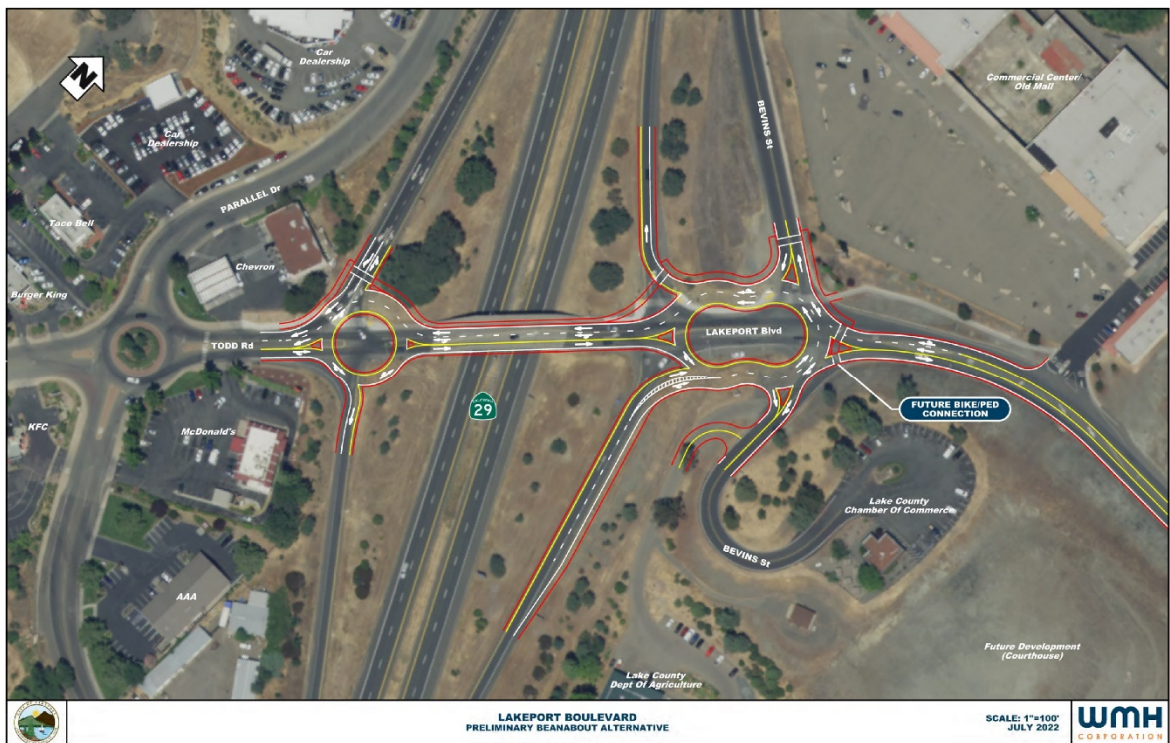 N
Car
Dealership
Car
Dealership
PARALLEL Dr
Taco Bell
Chevron
Burger King
TODD Rd
KFC
McDonald's
AAA
CALIFORNIA
29
BEVINS St
Commercial Center/
Old Mall
LAKEPORT Blvd
FUTURE BIKE/PED
CONNECTION
Lake County
Chamber Of Commerce
BEVINS St
Lake County
Dept Of Agriculture
Future Development
(Courthouse)
LAKEPORT BOULEVARD
PRELIMINARY BEANABOUT ALTERNATIVE
SCALE: 1"=100'
JULY 2022
WMH
CORPORATION